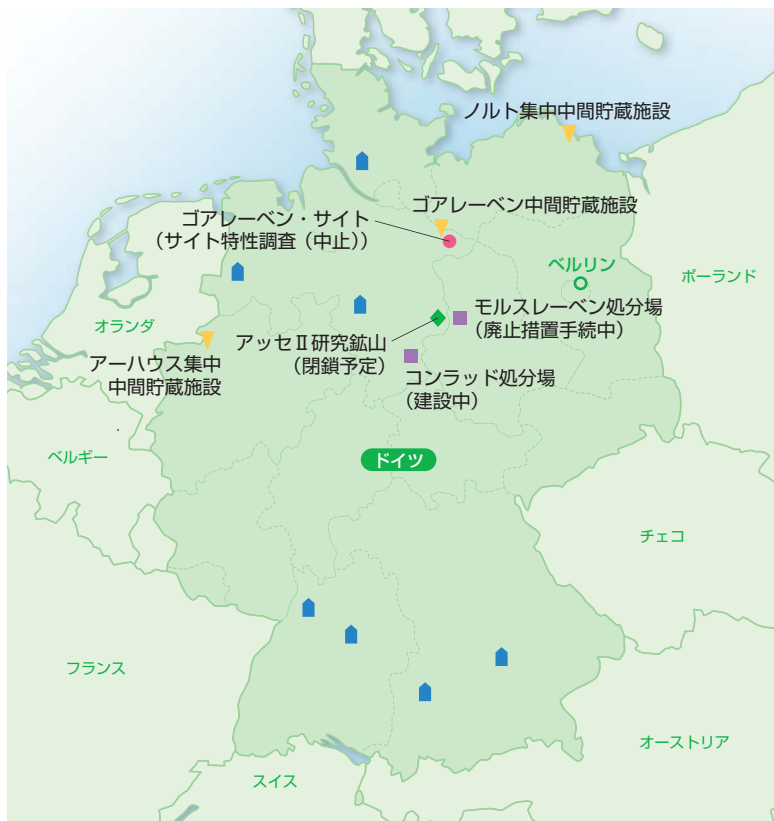 ノルト集中中間貯蔵施設
ゴアレーベン中間貯蔵施設
ゴアレーベン・サイト
（サイト特性調査（中止））
ベルリン
ポーランド
オランダ
モルスレーベン処分場
（廃止措置手続中）
アッセⅡ研究鉱山
（閉鎖予定）
アーハウス集中
中間貯蔵施設
コンラッド処分場
（建設中）
ベルギー
ドイツ
チェコ
フランス
オーストリア
スイス